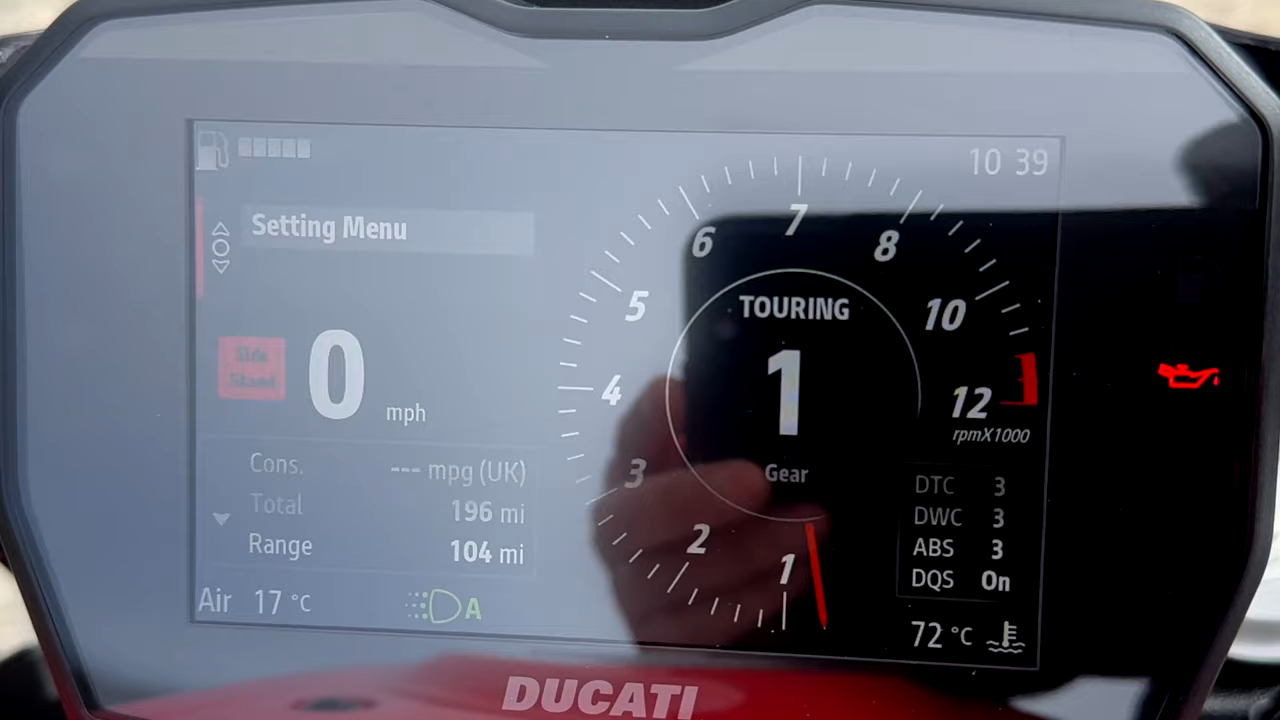 10 39
Setting Menu
Side
Stand
0 mph
Cons. --- mpg (UK)
Total 196 mi
Range 104 mi
Air 17 °C
A
1
2
3
4
5
6
7
8
10
12
rpmX1000
TOURING
1
Gear
DTC 3
DWC 3
ABS 3
DQS On
72 °C
DUCATI